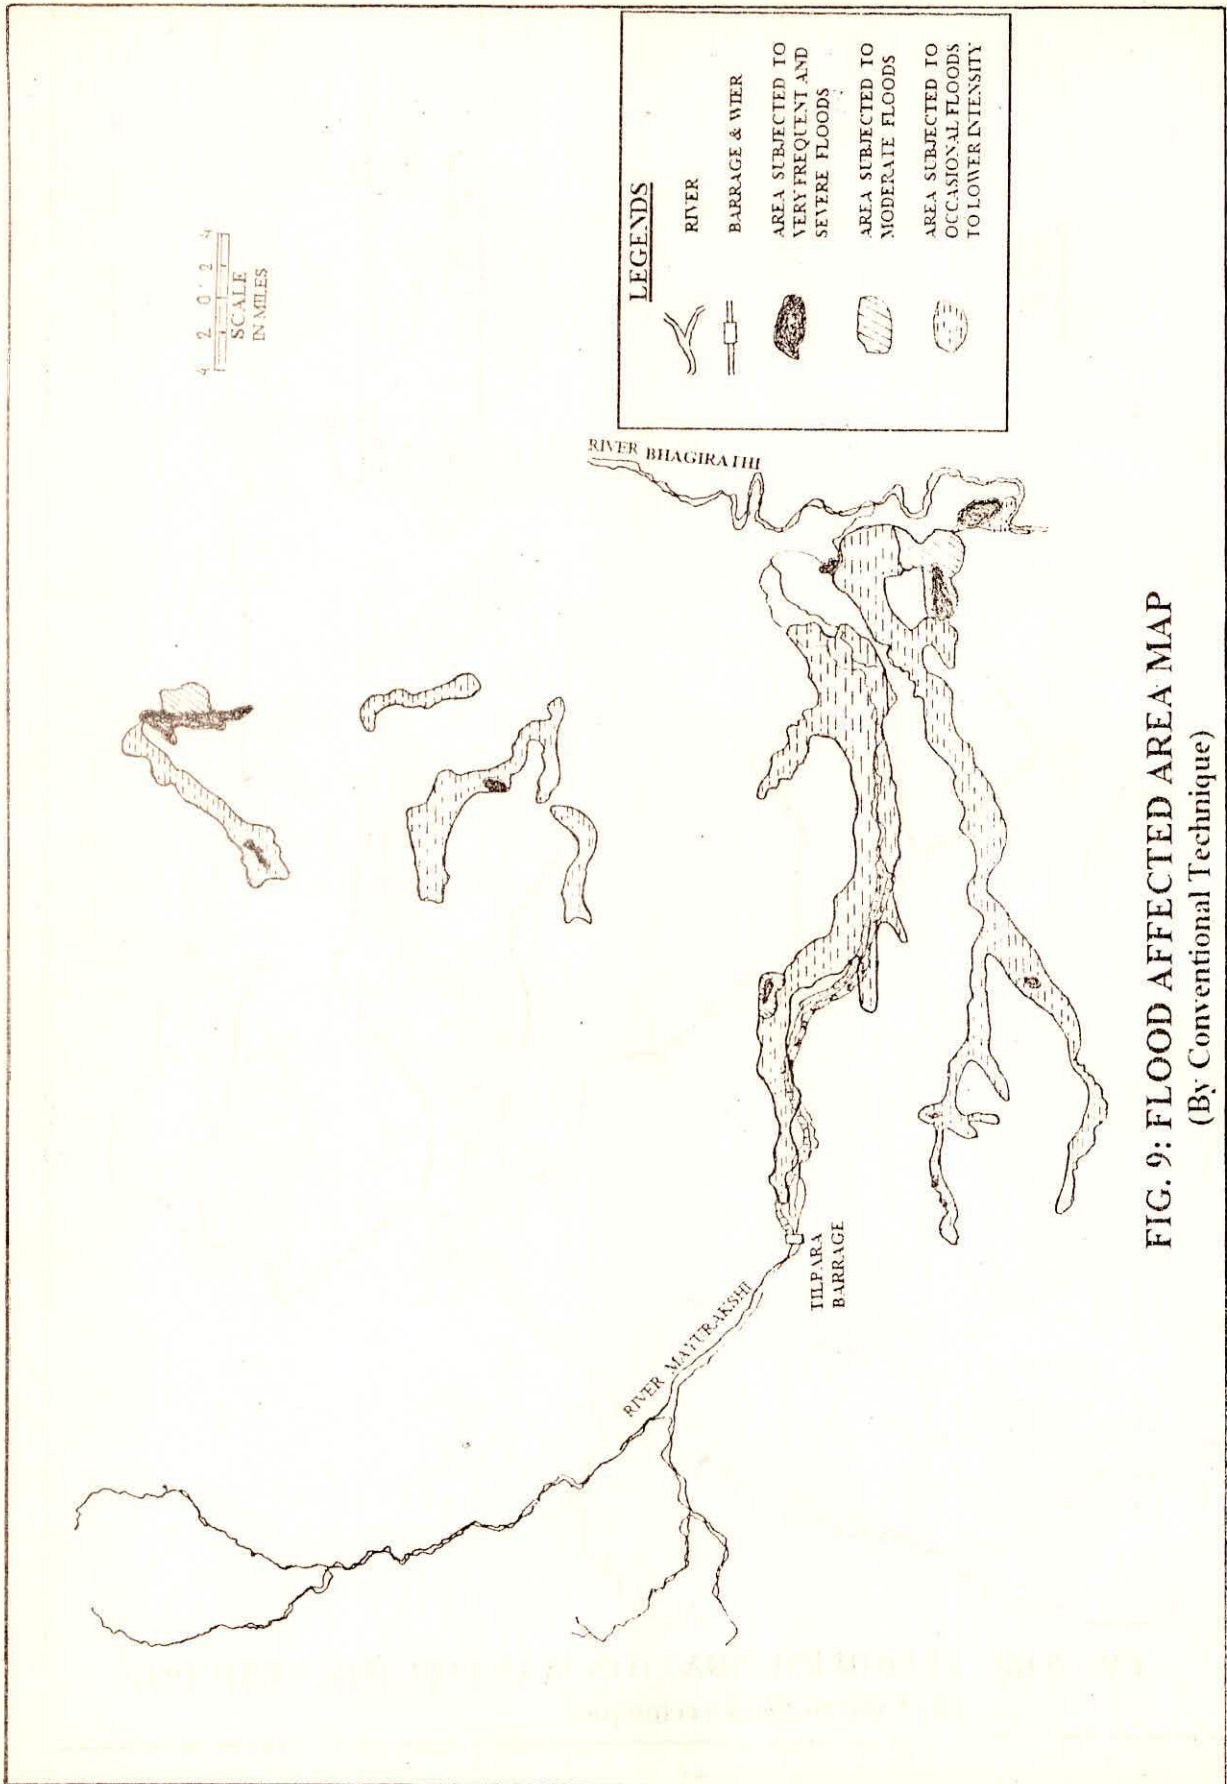 4 2 0 2 4
SCALE
IN MILES
LEGENDS
RIVER
BARRAGE & WIER
AREA SUBJECTED TO
VERY FREQUENT AND
SEVERE FLOODS
AREA SUBJECTED TO
MODERATE FLOODS
AREA SUBJECTED TO
OCCASIONAL FLOODS
TO LOWER INTENSITY
RIVER BHAGIRATHI
RIVER MAYURAKSHI
TILPARA
BARRAGE
FIG. 9: FLOOD AFFECTED AREA MAP
(By Conventional Technique)